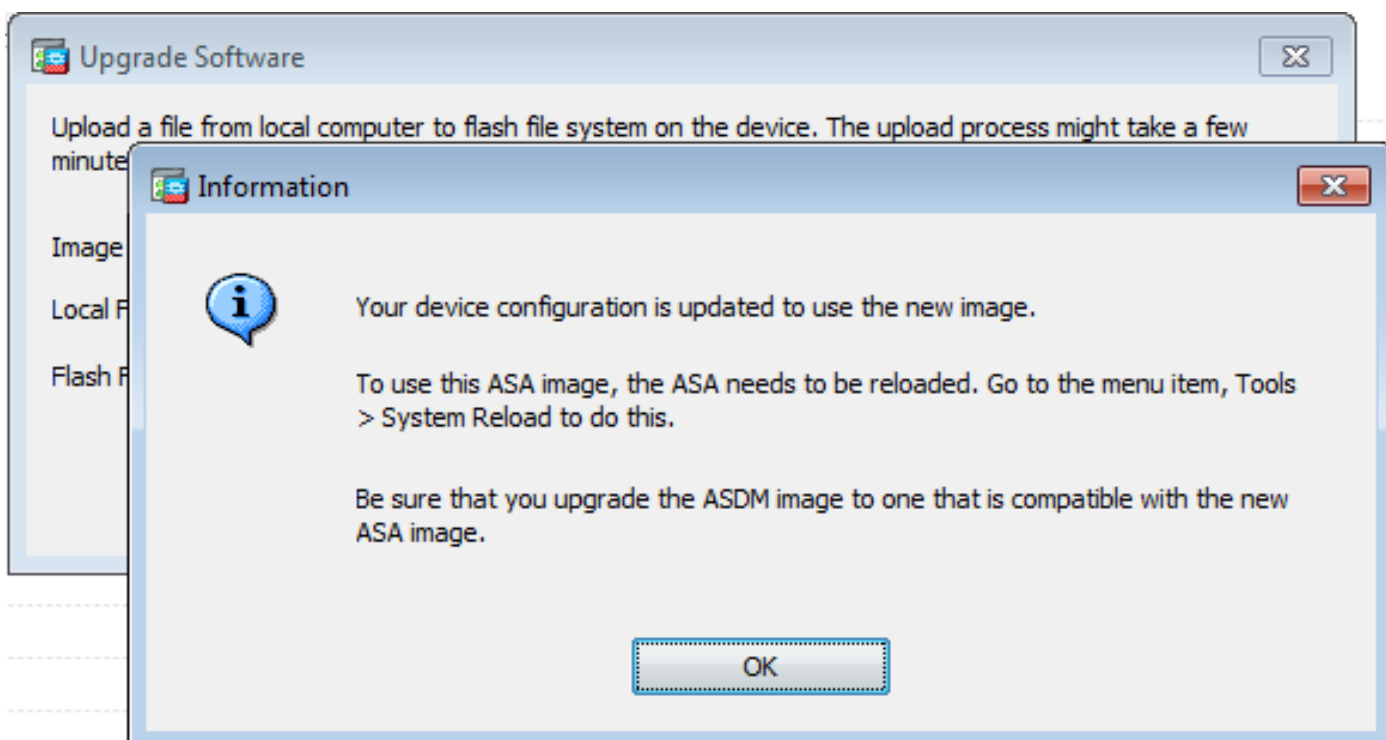 Upgrade Software
Upload a file from local computer to flash file system on the device. The upload process might take a few
minute
Information
Image
Local F
Flash F
Your device configuration is updated to use the new image.
To use this ASA image, the ASA needs to be reloaded. Go to the menu item, Tools
> System Reload to do this.
Be sure that you upgrade the ASDM image to one that is compatible with the new
ASA image.
OK